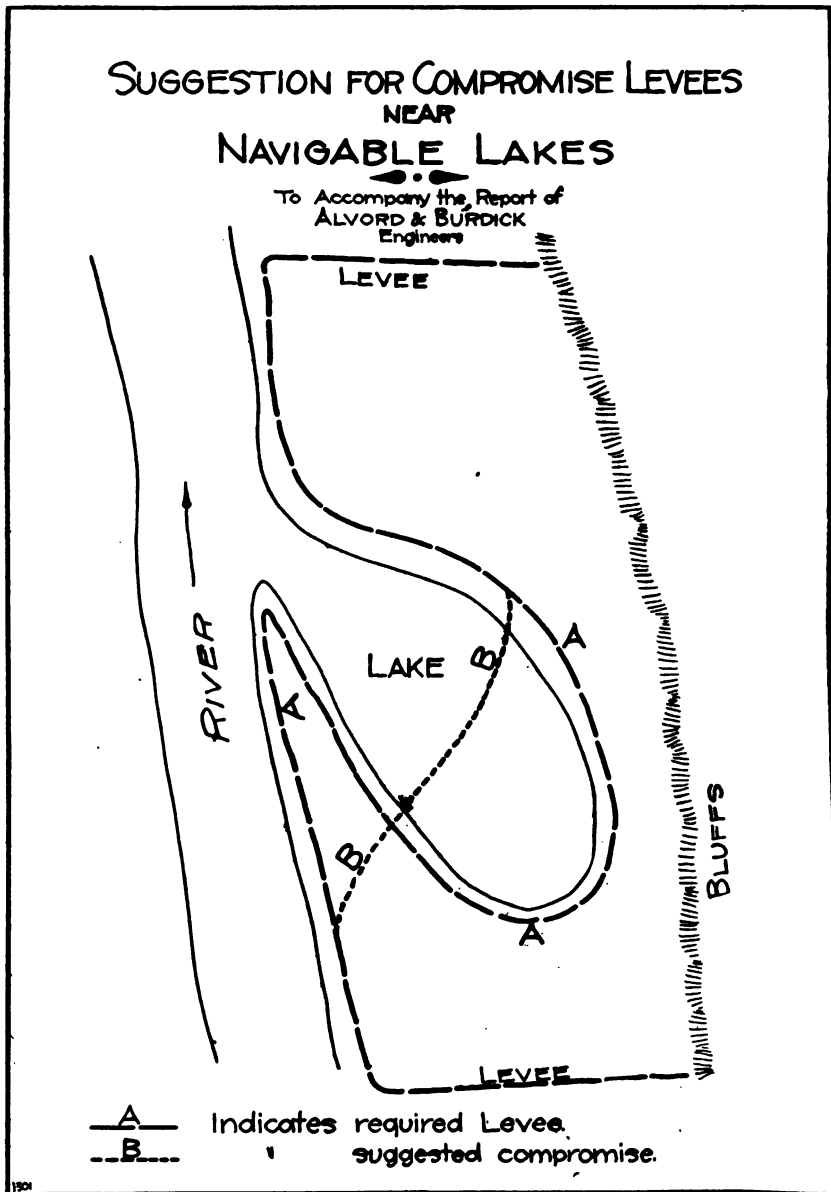 SUGGESTION FOR COMPROMISE LEVEES
NEAR
NAVIGABLE LAKES
To Accompany the Report of
ALVORD & BURDICK
Engineers
LEVEE
A
B
LAKE
RIVER
A
B
BLUFFS
A
LEVEE
A Indicates required Levee.
B " suggested compromise.
1301